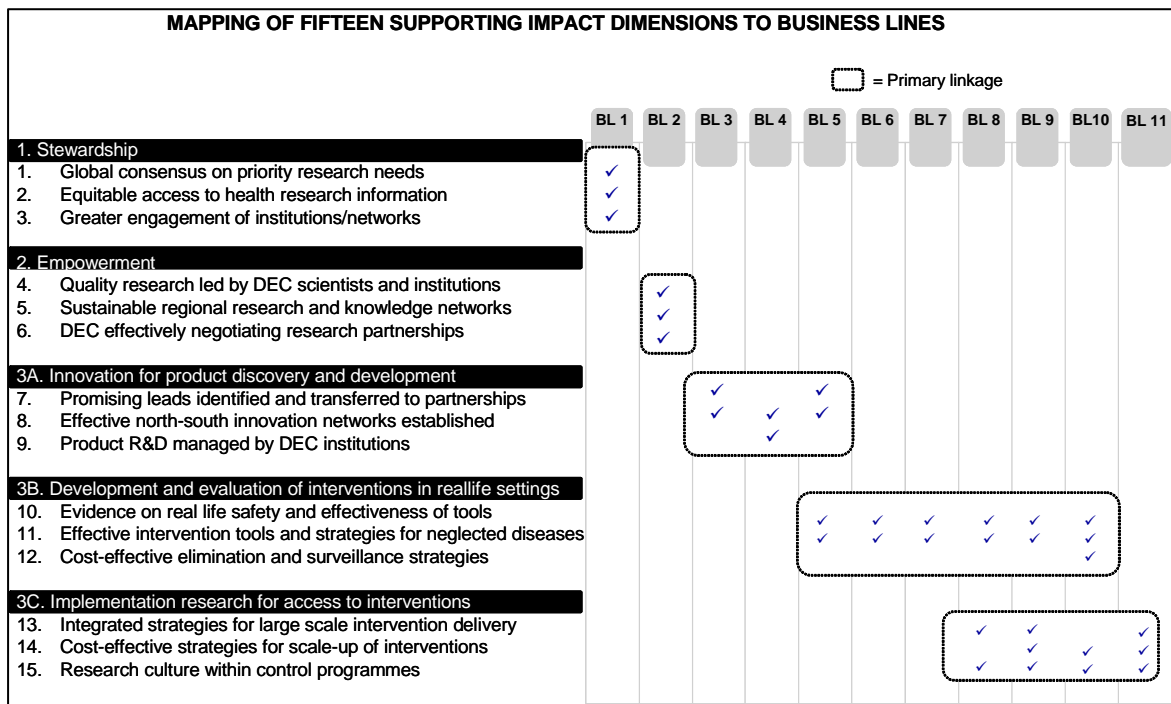 MAPPING OF FIFTEEN SUPPORTING IMPACT DIMENSIONS TO BUSINESS LINES
= Primary linkage
BL 1 BL 2 BL 3 BL 4 BL 5 BL 6 BL 7 BL 8 BL 9 BL10 BL 11
1. Stewardship
1. Global consensus on priority research needs ✓
2. Equitable access to health research information ✓
3. Greater engagement of institutions/networks ✓
2. Empowerment
4. Quality research led by DEC scientists and institutions ✓
5. Sustainable regional research and knowledge networks ✓
6. DEC effectively negotiating research partnerships ✓
3A. Innovation for product discovery and development
7. Promising leads identified and transferred to partnerships ✓ ✓
8. Effective north-south innovation networks established ✓ ✓ ✓
9. Product R&D managed by DEC institutions ✓
3B. Development and evaluation of interventions in reallife settings
10. Evidence on real life safety and effectiveness of tools ✓ ✓ ✓ ✓ ✓ ✓
11. Effective intervention tools and strategies for neglected diseases ✓ ✓ ✓ ✓ ✓ ✓
12. Cost-effective elimination and surveillance strategies ✓
3C. Implementation research for access to interventions
13. Integrated strategies for large scale intervention delivery ✓ ✓ ✓
14. Cost-effective strategies for scale-up of interventions ✓ ✓ ✓
15. Research culture within control programmes ✓ ✓ ✓ ✓